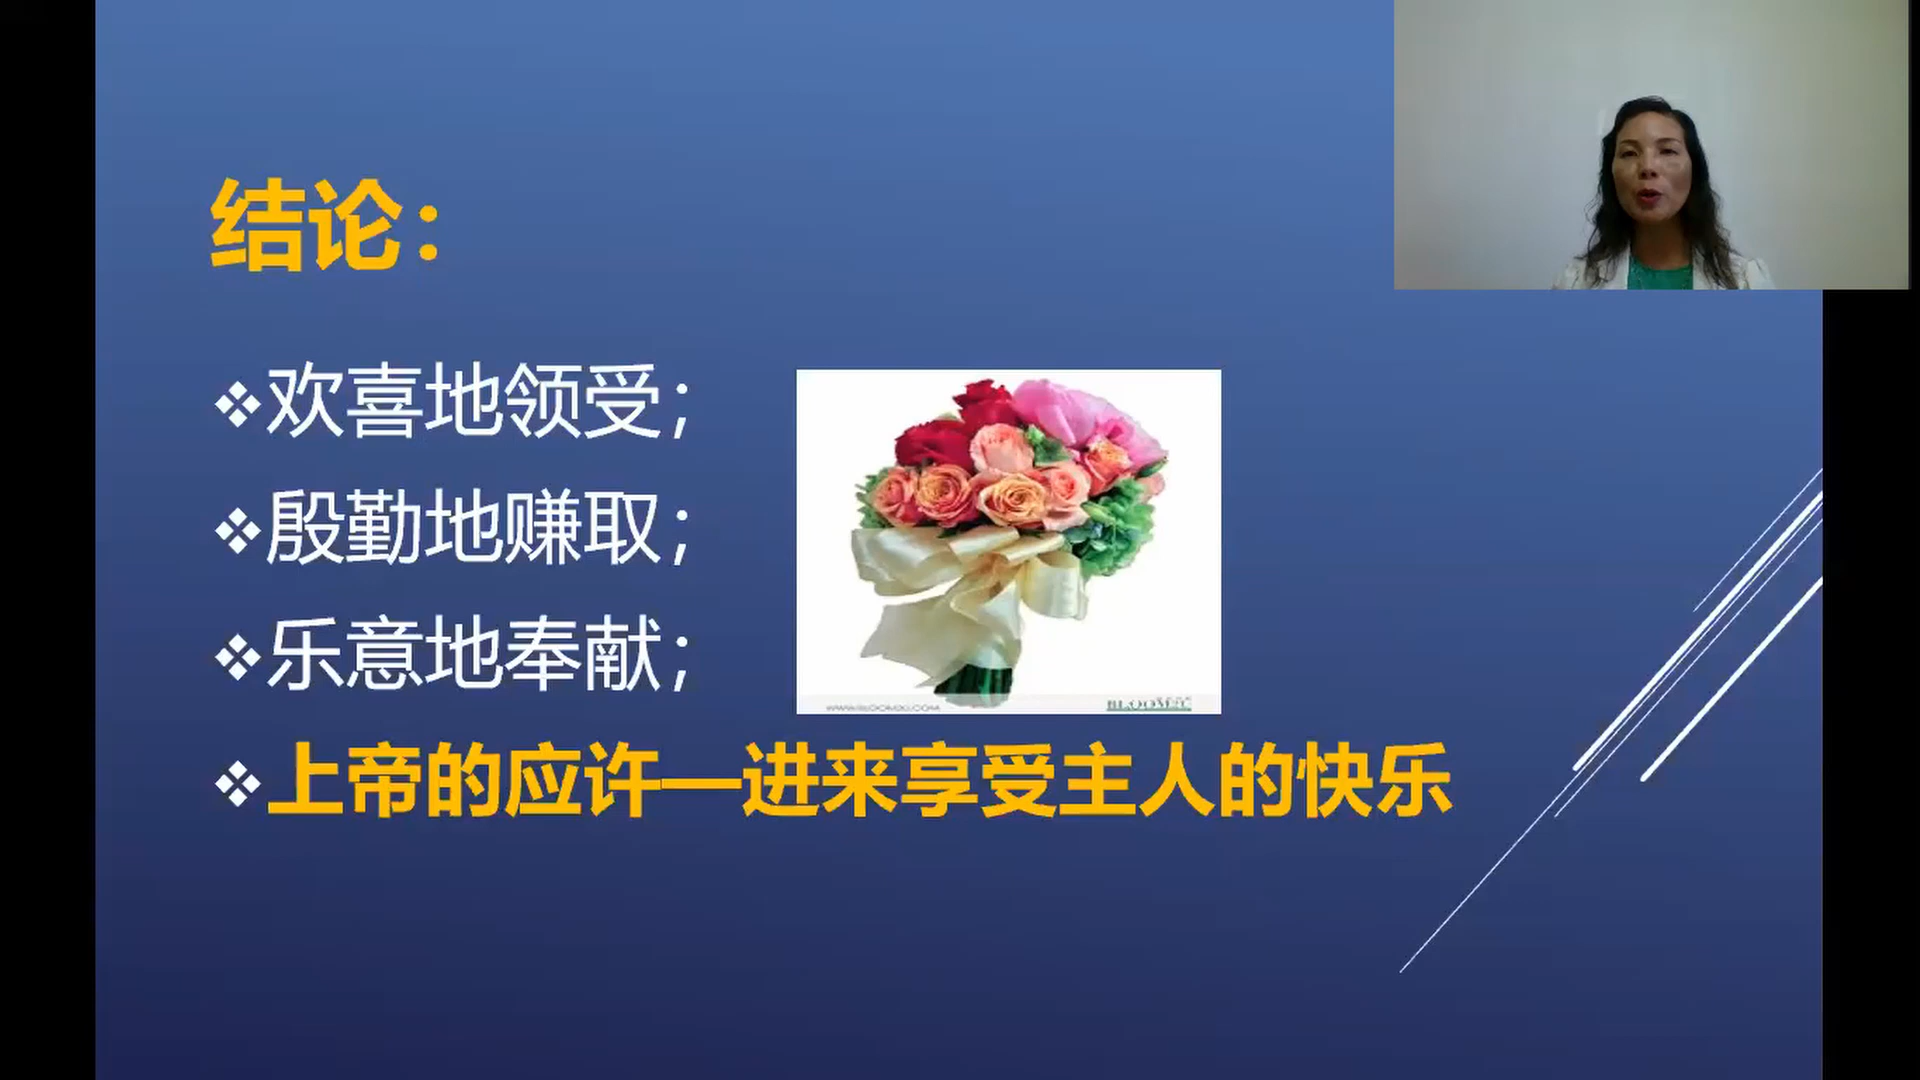 结论：
欢喜地领受；
殷勤地赚取；
乐意地奉献；
上帝的应许—进来享受主人的快乐